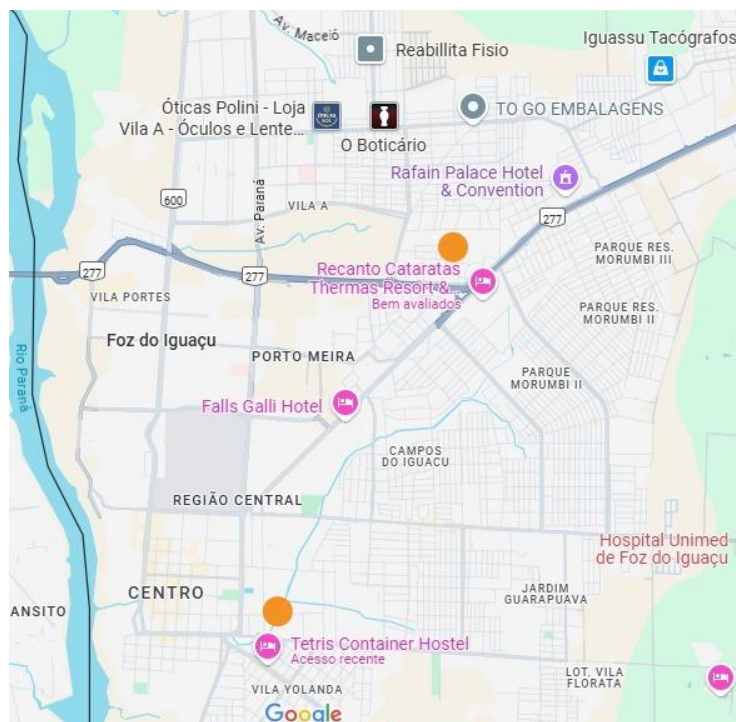 Av. Maceió
Reabillita Fisio
Iguassu Tacógrafos
Óticas Polini - Loja
Vila A - Óculos e Lente...
ÓTICAS
SOL
O Boticário
TO GO EMBALAGENS
Rafain Palace Hotel
& Convention
600
VILA A
Av. Paraná
277
277
277
PARQUE RES.
MORUMBI III
Recanto Cataratas
Thermas Resort &...
Bem avaliados
VILA PORTES
PARQUE RES.
MORUMBI II
Foz do Iguaçu
PORTO MEIRA
Rio Paraná
PARQUE
MORUMBI II
Falls Galli Hotel
CAMPOS
DO IGUACU
REGIÃO CENTRAL
Hospital Unimed
de Foz do Iguaçu
CENTRO
JARDIM
GUARAPUAVA
ANSITO
Tetris Container Hostel
Acesso recente
LOT. VILA
FLORATA
VILA YOLANDA
Google